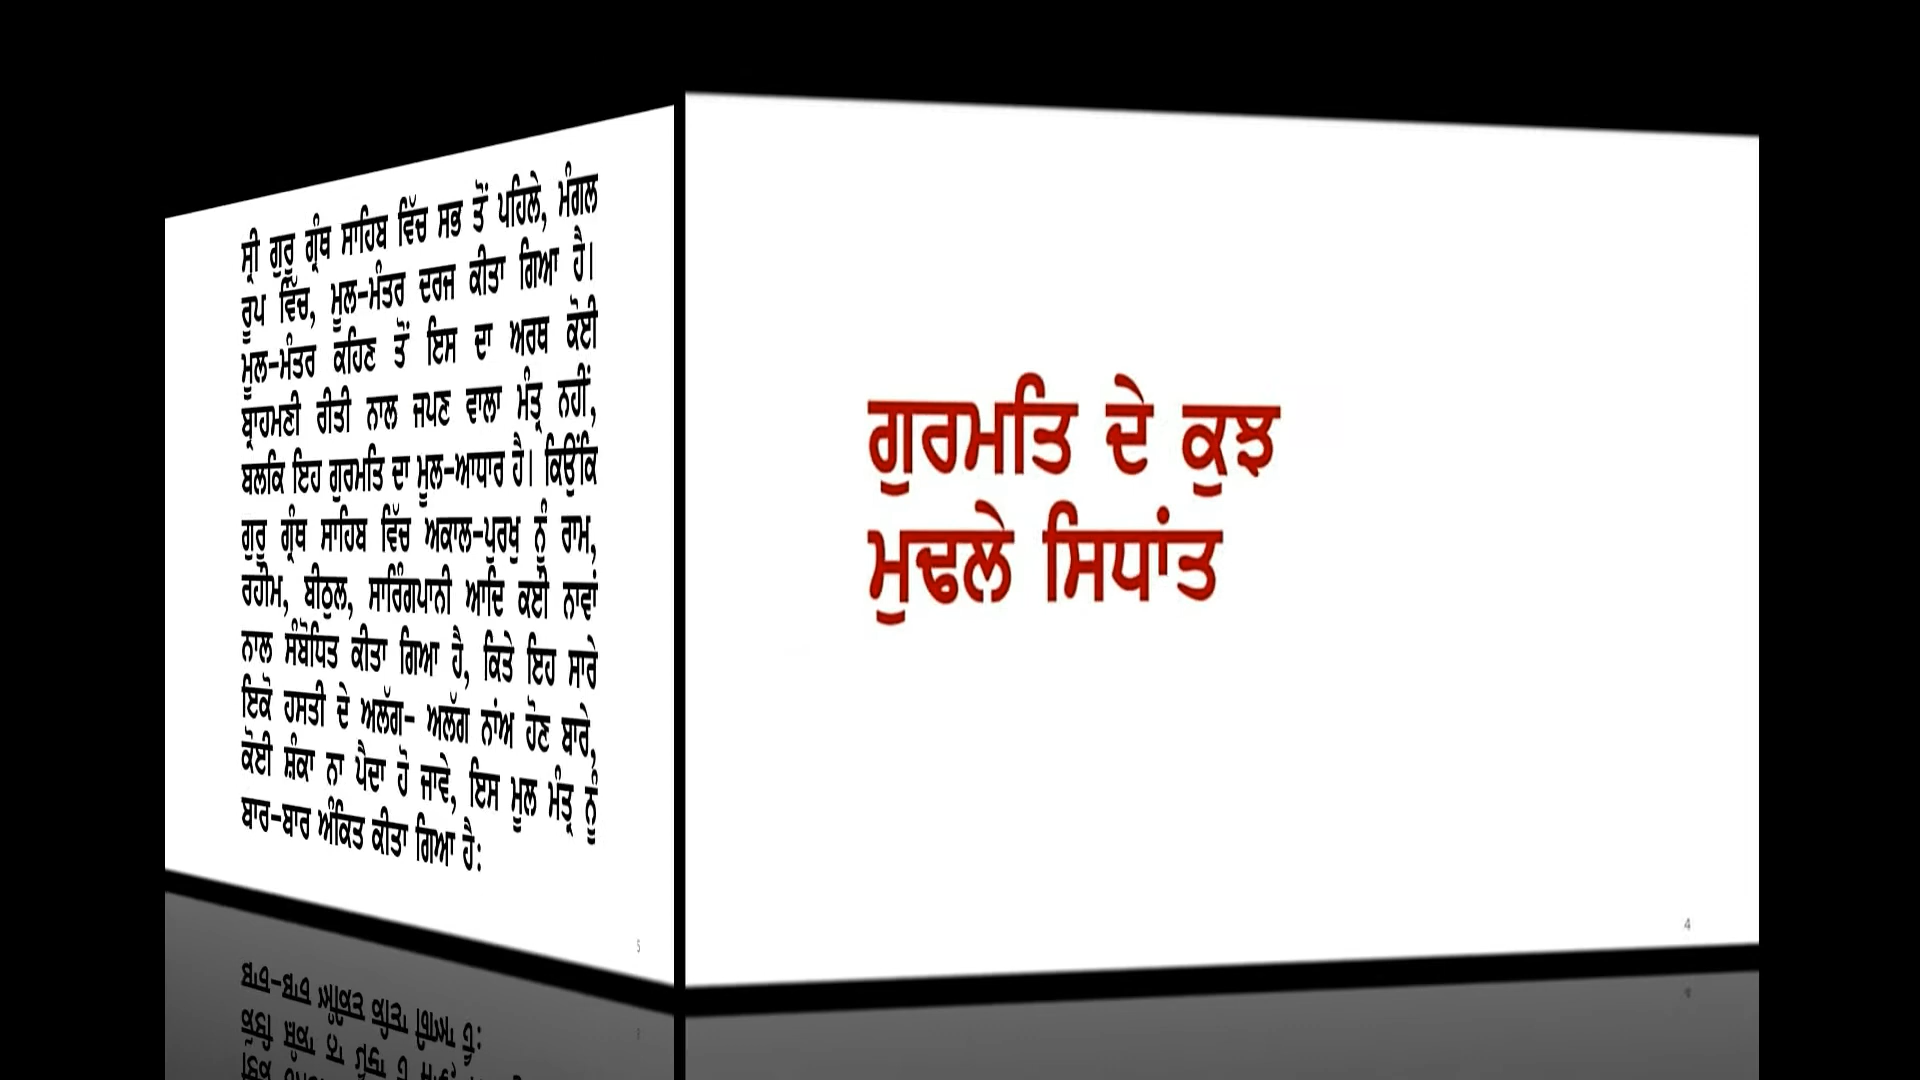 ਸ੍ਰੀ ਗੁਰੂ ਗ੍ਰੰਥ ਸਾਹਿਬ ਵਿੱਚ ਸਭ ਤੋਂ ਪਹਿਲੇ, ਮੰਗਲ
ਰੂਪ ਵਿੱਚ, ਮੂਲ-ਮੰਤਰ ਦਰਜ ਕੀਤਾ ਗਿਆ ਹੈ।
ਮੂਲ-ਮੰਤਰ ਕਹਿਣ ਤੋਂ ਇਸ ਦਾ ਅਰਥ ਕੋਈ
ਬ੍ਰਾਹਮਣੀ ਰੀਤੀ ਨਾਲ ਜਪਣ ਵਾਲਾ ਮੰਤ੍ਰ ਨਹੀਂ,
ਬਲਕਿ ਇਹ ਗੁਰਮਤਿ ਦਾ ਮੂਲ-ਆਧਾਰ ਹੈ। ਕਿਉਂਕਿ
ਗੁਰੂ ਗ੍ਰੰਥ ਸਾਹਿਬ ਵਿੱਚ ਅਕਾਲ-ਪੁਰਖੁ ਨੂੰ ਰਾਮ,
ਰਹੀਮ, ਬੀਠੁਲ, ਸਾਰਿੰਗਪਾਨੀ ਆਦਿ ਕਈ ਨਾਵਾਂ
ਨਾਲ ਸੰਬੋਧਿਤ ਕੀਤਾ ਗਿਆ ਹੈ, ਕਿਤੇ ਇਹ ਸਾਰੇ
ਇਕੋ ਹਸਤੀ ਦੇ ਅਲੱਗ- ਅਲੱਗ ਨਾਂਅ ਹੋਣ ਬਾਰੇ,
ਕੋਈ ਸ਼ੰਕਾ ਨਾ ਪੈਦਾ ਹੋ ਜਾਵੇ, ਇਸ ਮੂਲ ਮੰਤ੍ਰ ਨੂੰ
ਬਾਰ-ਬਾਰ ਅੰਕਿਤ ਕੀਤਾ ਗਿਆ ਹੈ:
5
ਗੁਰਮਤਿ ਦੇ ਕੁਝ
ਮੁਢਲੇ ਸਿਧਾਂਤ
4